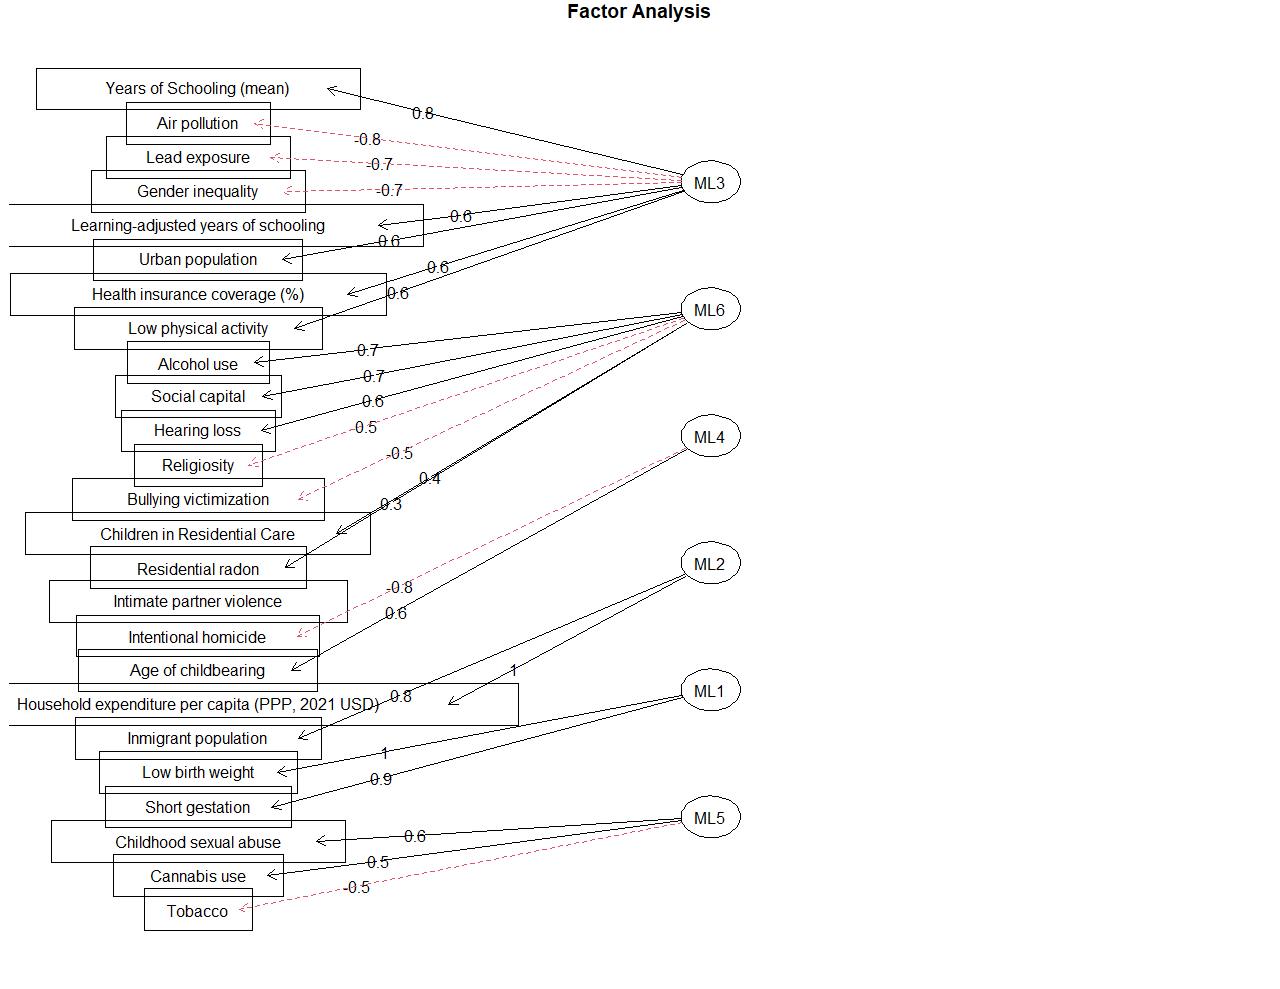 Factor Analysis
Years of Schooling (mean)
Air pollution
Lead exposure
Gender inequality
Learning-adjusted years of schooling
Urban population
Health insurance coverage (%)
Low physical activity
Alcohol use
Social capital
Hearing loss
Religiosity
Bullying victimization
Children in Residential Care
Residential radon
Intimate partner violence
Intentional homicide
Age of childbearing
Household expenditure per capita (PPP, 2021 USD)
Inmigrant population
Low birth weight
Short gestation
Childhood sexual abuse
Cannabis use
Tobacco
0.8
-0.8
-0.7
-0.7
0.6
0.6
0.6
0.6
0.7
0.7
0.6
-0.5
-0.5
0.4
0.3
-0.8
0.6
1
0.8
1
0.9
0.6
0.5
-0.5
ML3
ML6
ML4
ML2
ML1
ML5